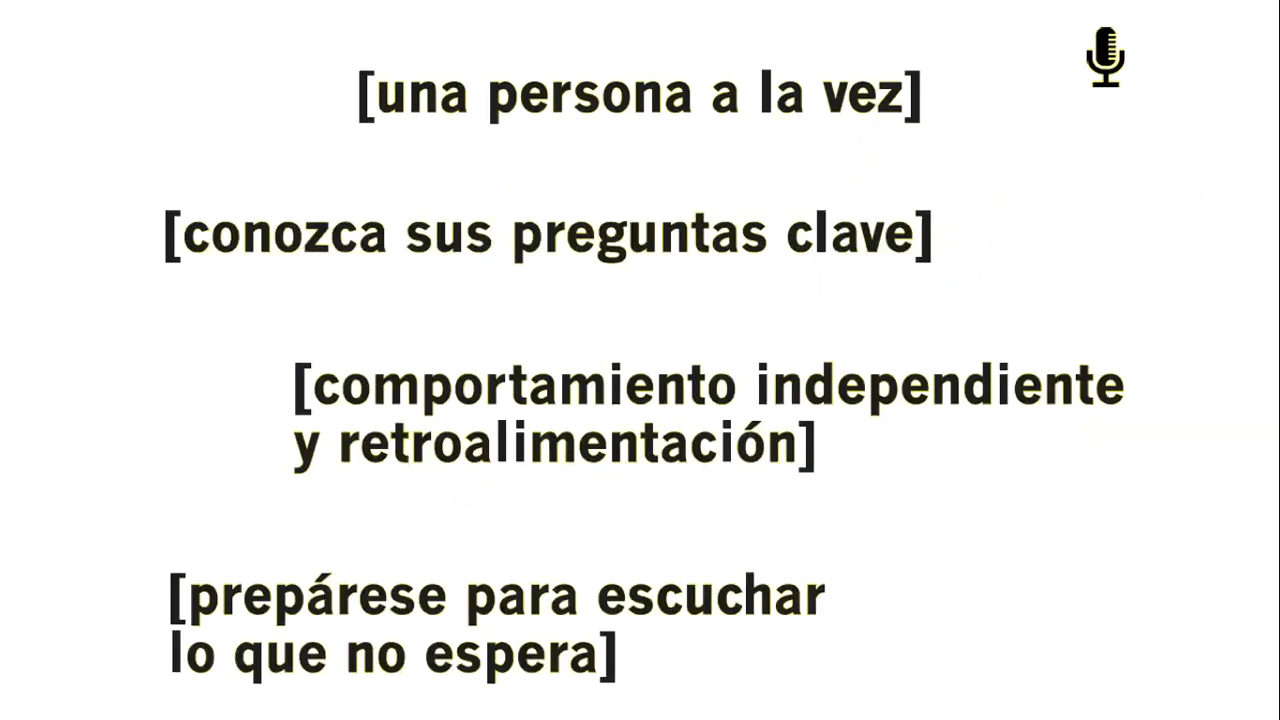 [una persona a la vez]
[conozca sus preguntas clave]
[comportamiento independiente
y retroalimentación]
[prepárese para escuchar
lo que no espera]